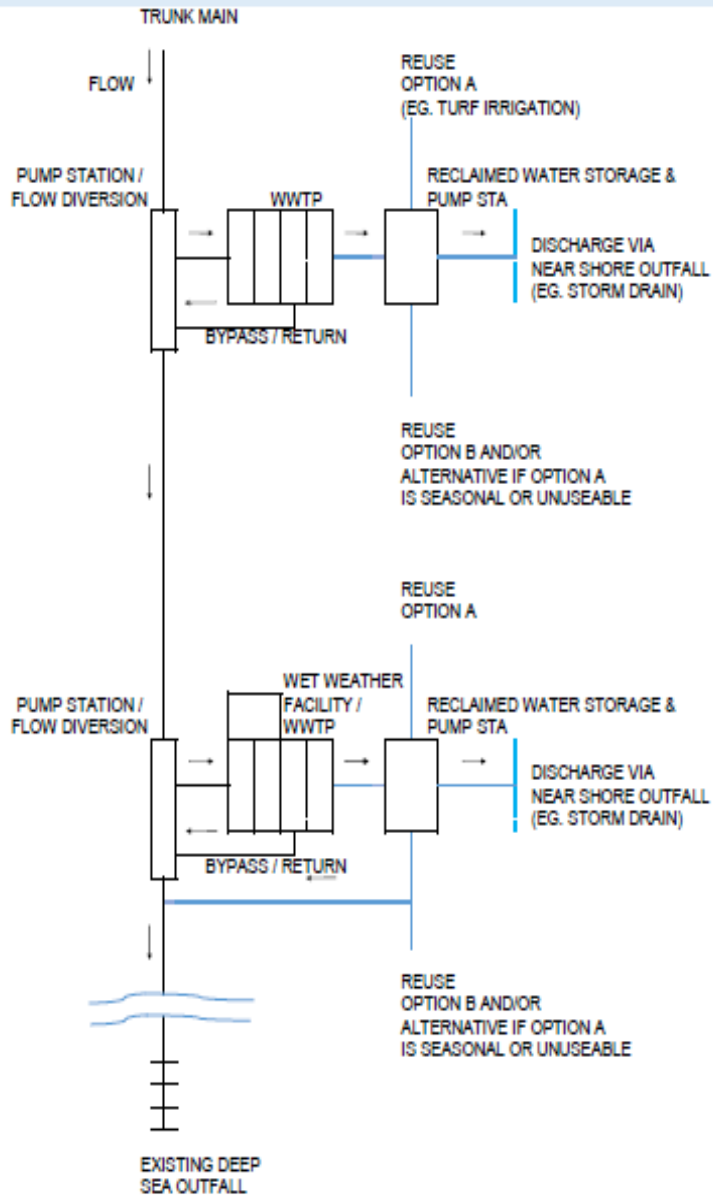 TRUNK MAIN
FLOW
REUSE
OPTION A
(EG. TURF IRRIGATION)
PUMP STATION /
FLOW DIVERSION
WWTP
RECLAIMED WATER STORAGE &
PUMP STA
DISCHARGE VIA
NEAR SHORE OUTFALL
(EG. STORM DRAIN)
BYPASS / RETURN
REUSE
OPTION B AND/OR
ALTERNATIVE IF OPTION A
IS SEASONAL OR UNUSEABLE
REUSE
OPTION A
PUMP STATION /
FLOW DIVERSION
WET WEATHER
FACILITY /
WWTP
RECLAIMED WATER STORAGE &
PUMP STA
DISCHARGE VIA
NEAR SHORE OUTFALL
(EG. STORM DRAIN)
BYPASS / RETURN
REUSE
OPTION B AND/OR
ALTERNATIVE IF OPTION A
IS SEASONAL OR UNUSEABLE
EXISTING DEEP
SEA OUTFALL